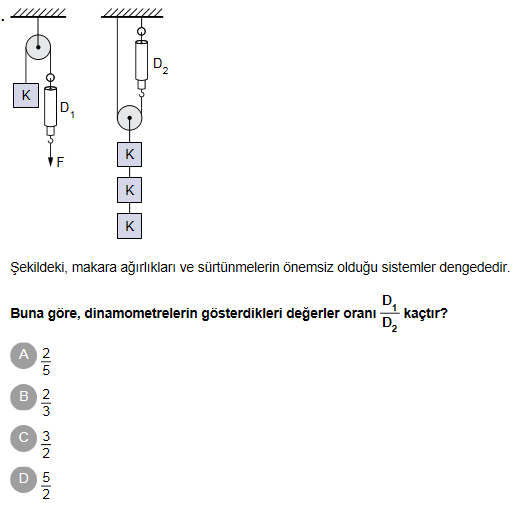 K
D₁
F
D₂
K
K
K
Şekildeki, makara ağırlıkları ve sürtünmelerin önemsiz olduğu sistemler dengededir.
Buna göre, dinamometrelerin gösterdikleri değerler oranı D₁/D₂ kaçtır?
A 2/5
B 2/3
C 3/2
D 5/2